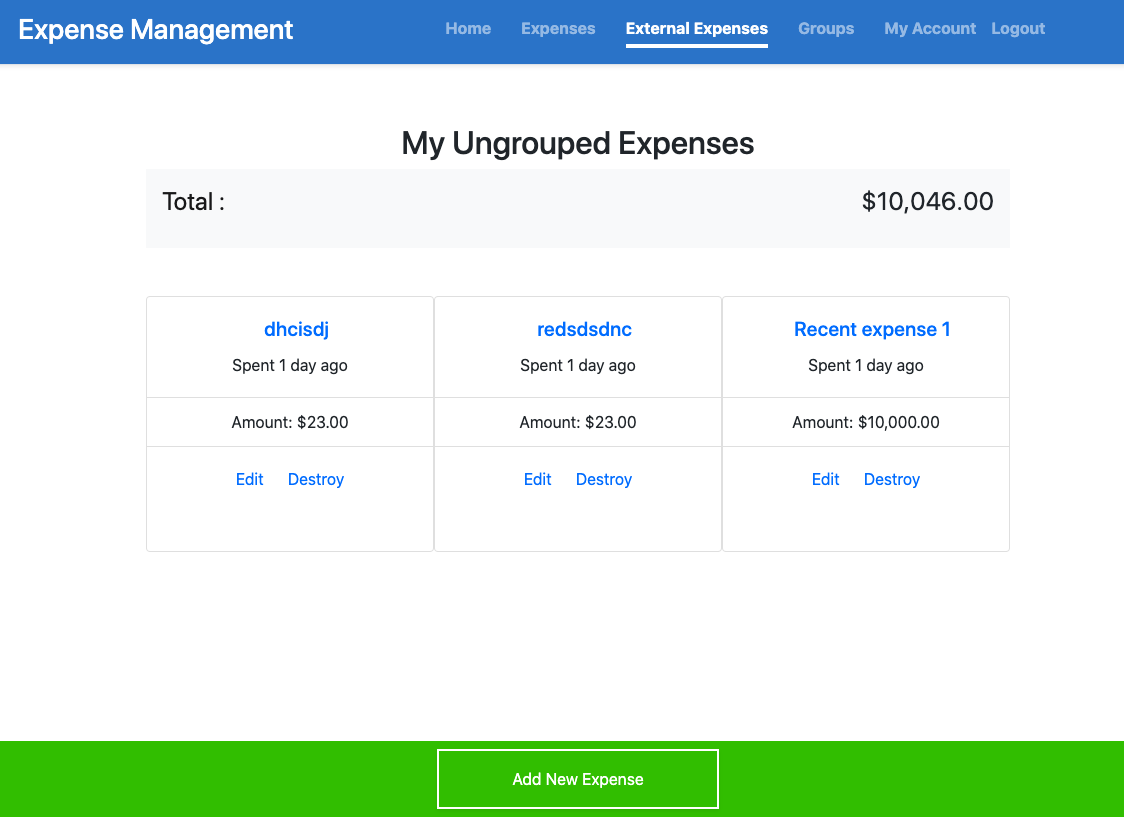 Expense Management Home Expenses External Expenses Groups My Account Logout
My Ungrouped Expenses
Total : $10,046.00
dhcisdj redsdsdnc Recent expense 1
Spent 1 day ago Spent 1 day ago Spent 1 day ago
Amount: $23.00 Amount: $23.00 Amount: $10,000.00
Edit Destroy Edit Destroy Edit Destroy
Add New Expense